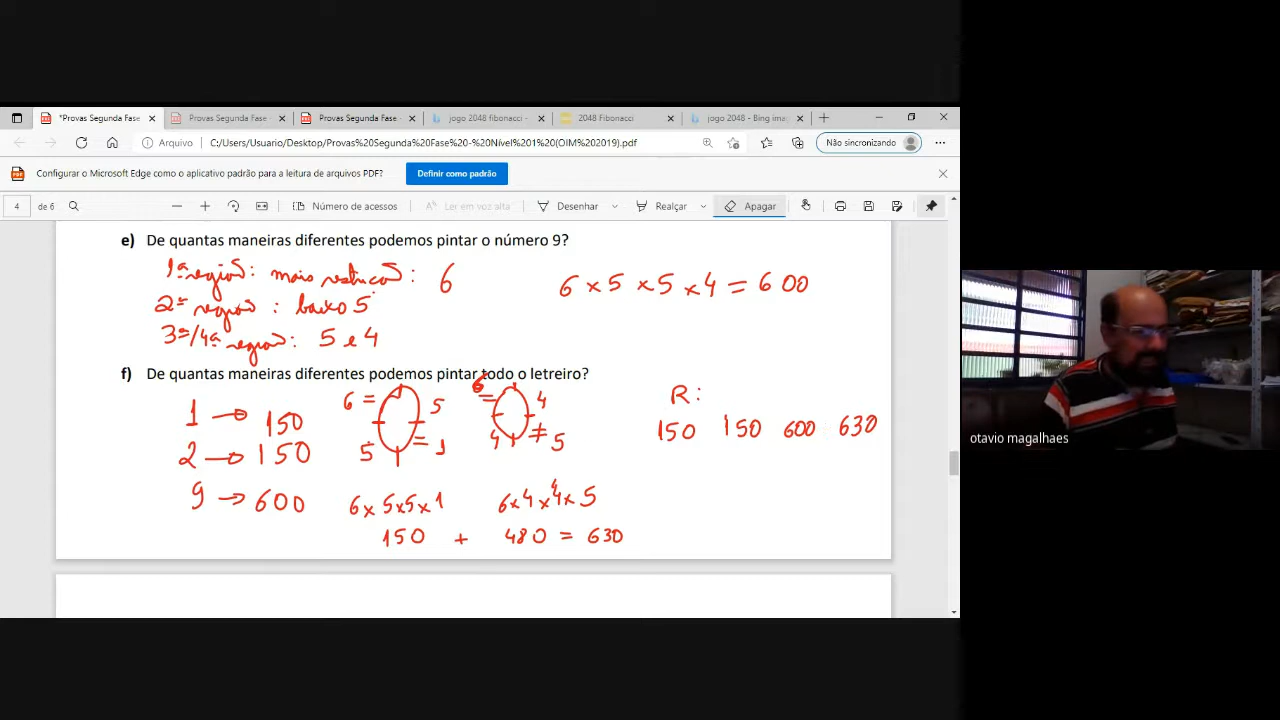 *Provas Segunda Fase
Provas Segunda Fase
Provas Segunda Fase -
jogo 2048 fibonacci -
2048 Fibonacci
jogo 2048 - Bing ima
Arquivo
C:/Users/Usuario/Desktop/Provas%20Segunda%20Fase%20-%20Nível%201%20(OIM%202019).pdf
Não sincronizando
Configurar o Microsoft Edge como o aplicativo padrão para a leitura de arquivos PDF?
Definir como padrão
4 de 6
Número de acessos
Ler em voz alta
Desenhar
Realçar
Apagar
e) De quantas maneiras diferentes podemos pintar o número 9?
1ª região: mais : 6
2ª região: baixo 5
3ª/4ª região: 5 e 4
6 x 5 x 5 x 4 = 600
f) De quantas maneiras diferentes podemos pintar todo o letreiro?
1 → 150
2 → 150
9 → 600
6 =
5
5
= 1
6 x 5 x 5 x 1
150 + 480 = 630
6 =
4
4
≠ 5
6 x 4 x 4 x 5
R:
150 150 600 630
otavio magalhaes